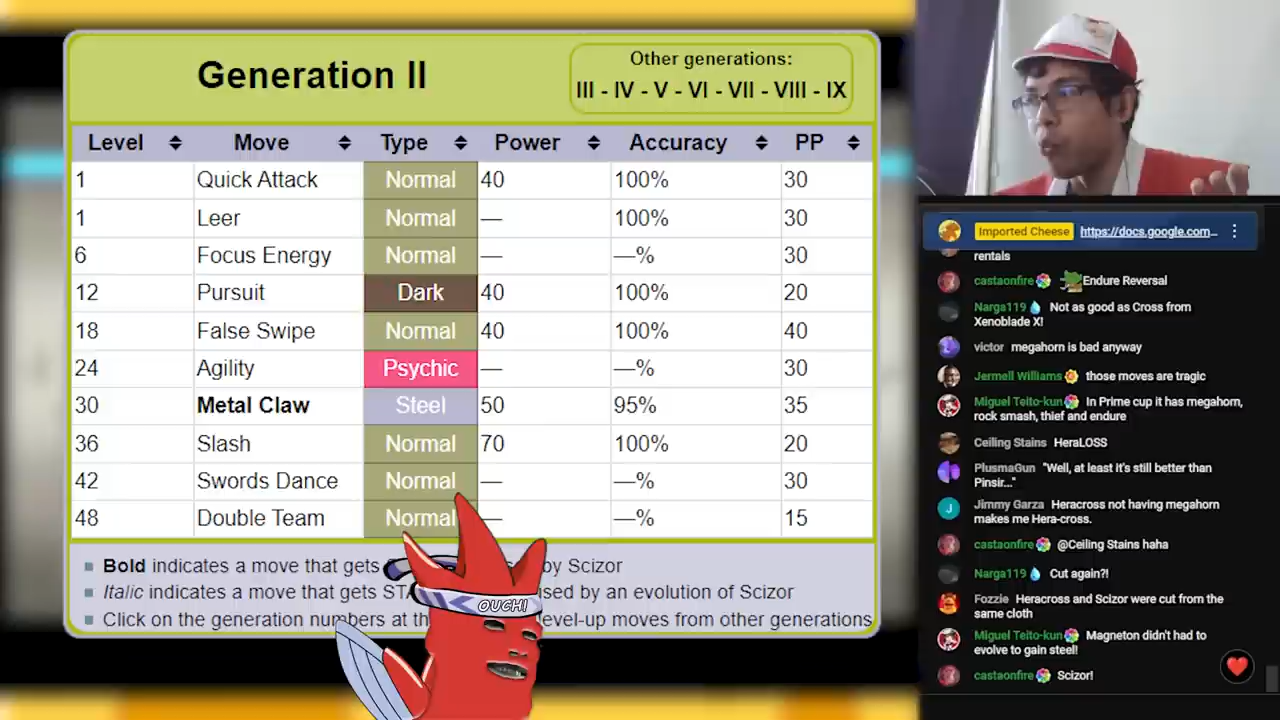 Generation II
Other generations:
III - IV - V - VI - VII - VIII - IX
Level Move Type Power Accuracy PP
1 Quick Attack Normal 40 100% 30
1 Leer Normal — 100% 30
6 Focus Energy Normal — —% 30
12 Pursuit Dark 40 100% 20
18 False Swipe Normal 40 100% 40
24 Agility Psychic — —% 30
30 Metal Claw Steel 50 95% 35
36 Slash Normal 70 100% 20
42 Swords Dance Normal — —% 30
48 Double Team Normal — —% 15
Bold indicates a move that gets by Scizor
Italic indicates a move that gets used by an evolution of Scizor
Click on the generation numbers at level-up moves from other generations
OUCH!
Imported Cheese https://docs.google.com...
rentals
castaonfire Endure Reversal
Narga119 Not as good as Cross from
Xenoblade X!
victor megahorn is bad anyway
Jermell Williams those moves are tragic
Miguel Teito-kun In Prime cup it has megahorn,
rock smash, thief and endure
Ceiling Stains HeraLOSS
PlusmaGun "Well, at least it's still better than
Pinsir..."
J
Jimmy Garza Heracross not having megahorn
makes me Hera-cross.
castaonfire @Ceiling Stains haha
Narga119 Cut again?!
Fozzie Heracross and Scizor were cut from the
same cloth
Miguel Teito-kun Magneton didn't had to
evolve to gain steel!
castaonfire Scizor!